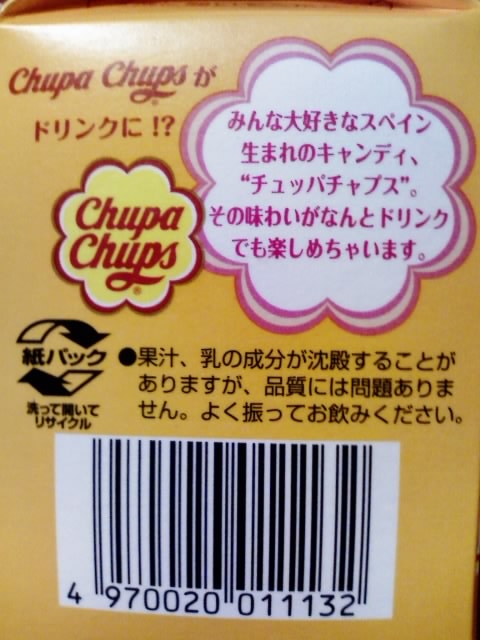 Chupa Chups®が
ドリンクに!?
みんな大好きなスペイン
生まれのキャンディ、
“チュッパチャプス”。
その味わいがなんとドリンク
でも楽しめちゃいます。
Chupa
Chups
®
紙パック
洗って開いて
リサイクル
●果汁、乳の成分が沈殿することが
ありますが、品質には問題ありま
せん。よく振ってお飲みください。
4 970020 011132